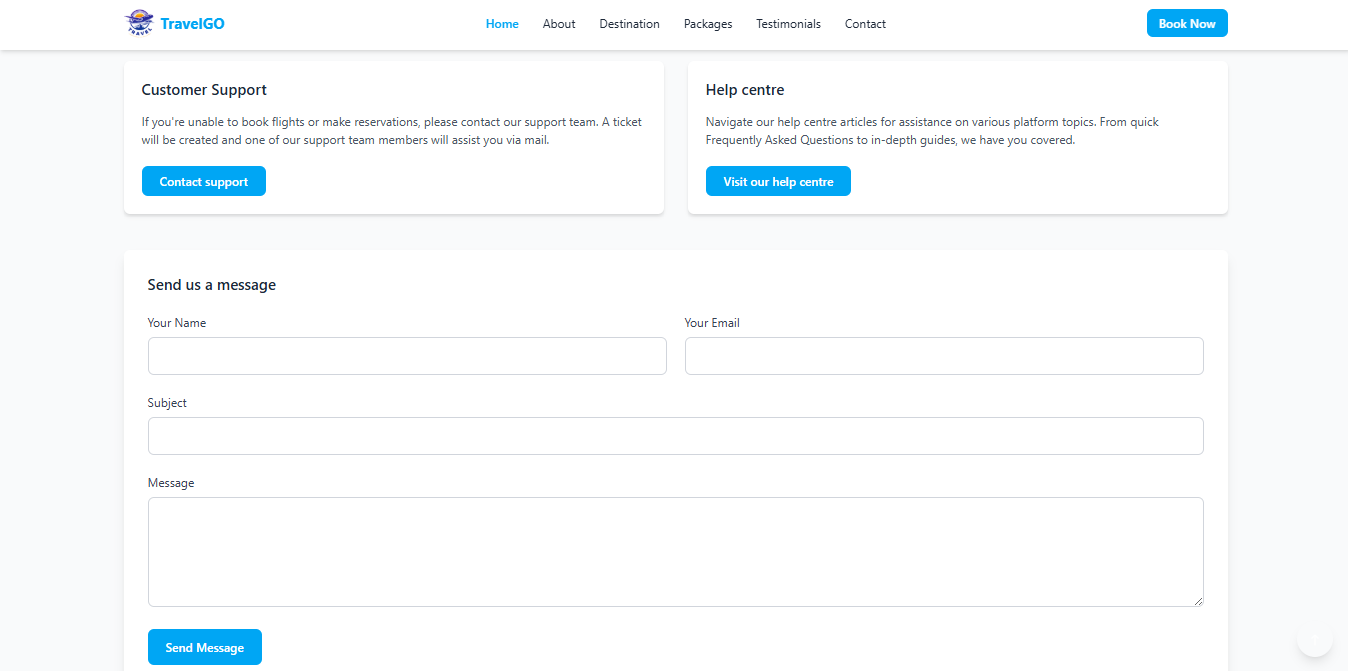 TRAVEL
TravelGO
Home
About
Destination
Packages
Testimonials
Contact
Book Now
Customer Support
If you're unable to book flights or make reservations, please contact our support team. A ticket
will be created and one of our support team members will assist you via mail.
Contact support
Help centre
Navigate our help centre articles for assistance on various platform topics. From quick
Frequently Asked Questions to in-depth guides, we have you covered.
Visit our help centre
Send us a message
Your Name
Your Email
Subject
Message
Send Message
↑